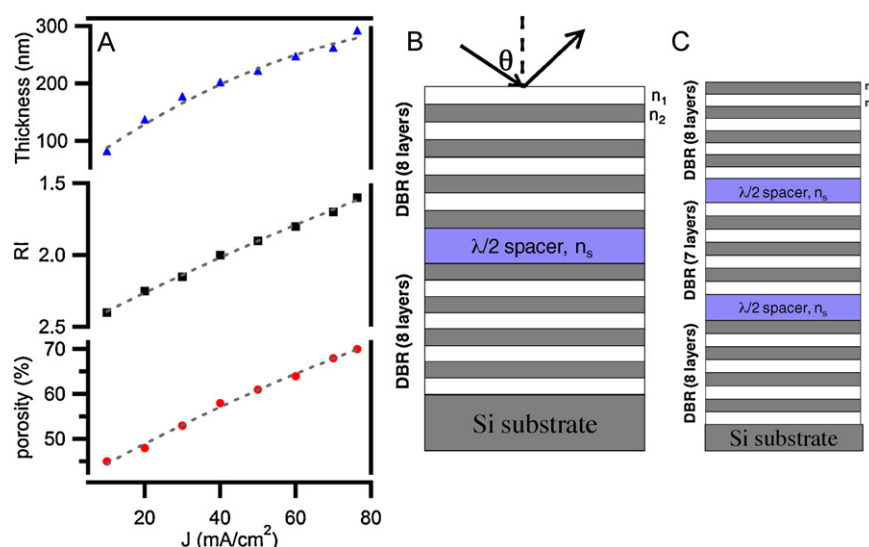 A
Thickness (nm)
300
200
100
RI
1.5
2.0
2.5
porosity (%)
70
60
50
20
40
60
80
J (mA/cm²)
B
θ
n₁
n₂
DBR (8 layers)
λ/2 spacer, nₛ
DBR (8 layers)
Si substrate
C
n
n
DBR (8 layers)
λ/2 spacer, nₛ
DBR (7 layers)
λ/2 spacer, nₛ
DBR (8 layers)
Si substrate